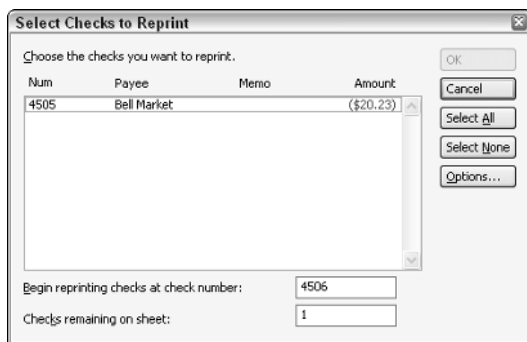 Select Checks to Reprint
Choose the checks you want to reprint.
Num Payee Memo Amount
4505 Bell Market ($20.23)
OK
Cancel
Select All
Select None
Options...
Begin reprinting checks at check number: 4506
Checks remaining on sheet: 1